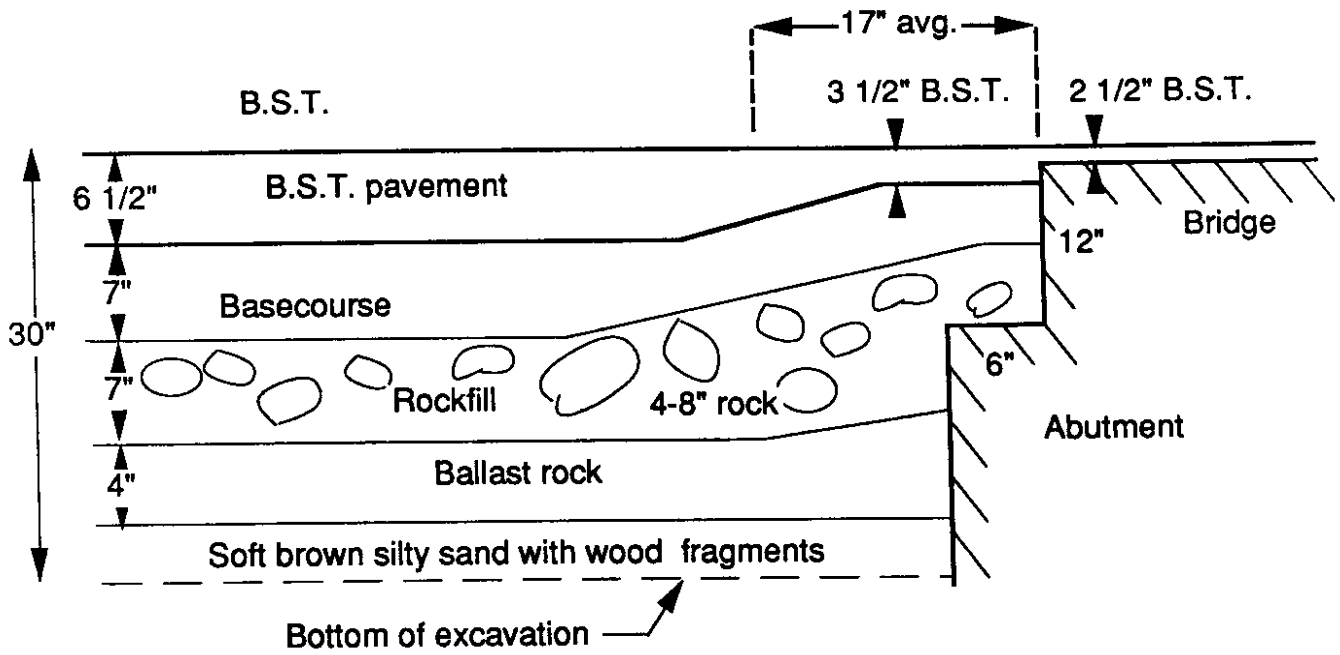 17" avg.
B.S.T.
3 1/2" B.S.T.
2 1/2" B.S.T.
6 1/2"
B.S.T. pavement
Bridge
12"
7"
Basecourse
30"
6"
7"
Rockfill
4-8" rock
Abutment
4"
Ballast rock
Soft brown silty sand with wood fragments
Bottom of excavation